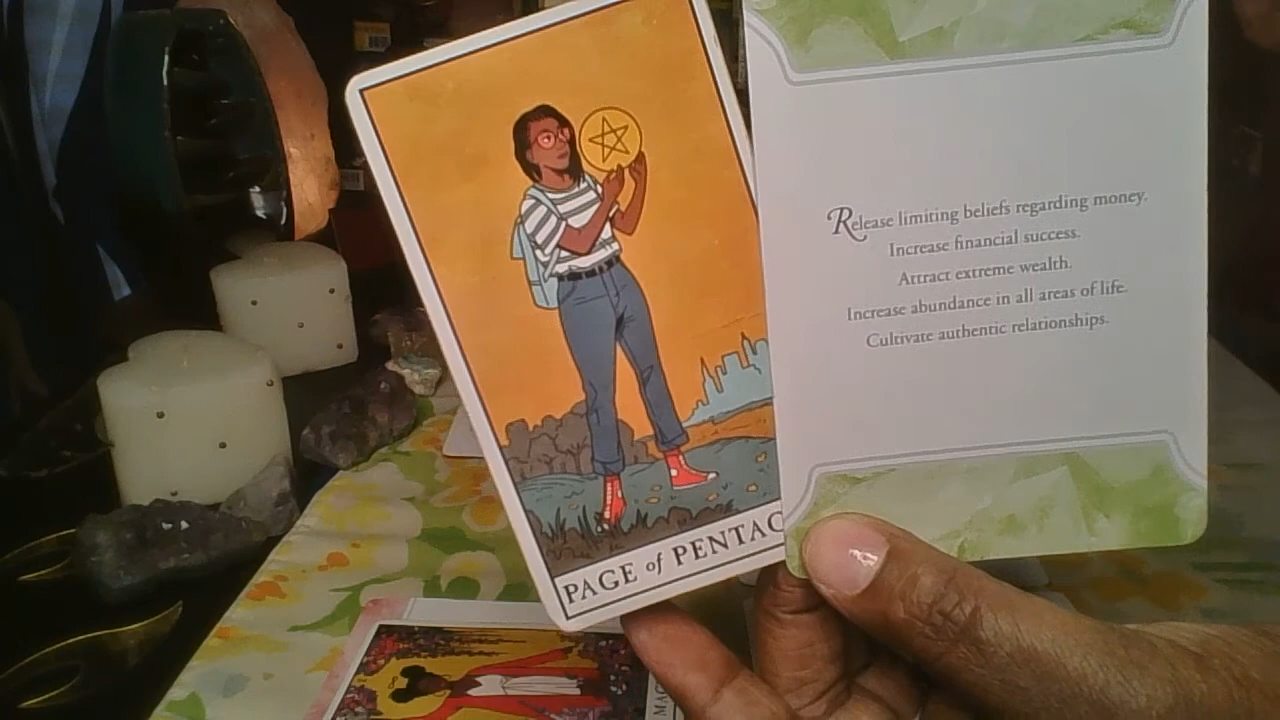 PAGE of PENTAC
Release limiting beliefs regarding money.
Increase financial success.
Attract extreme wealth.
Increase abundance in all areas of life.
Cultivate authentic relationships.
MAG